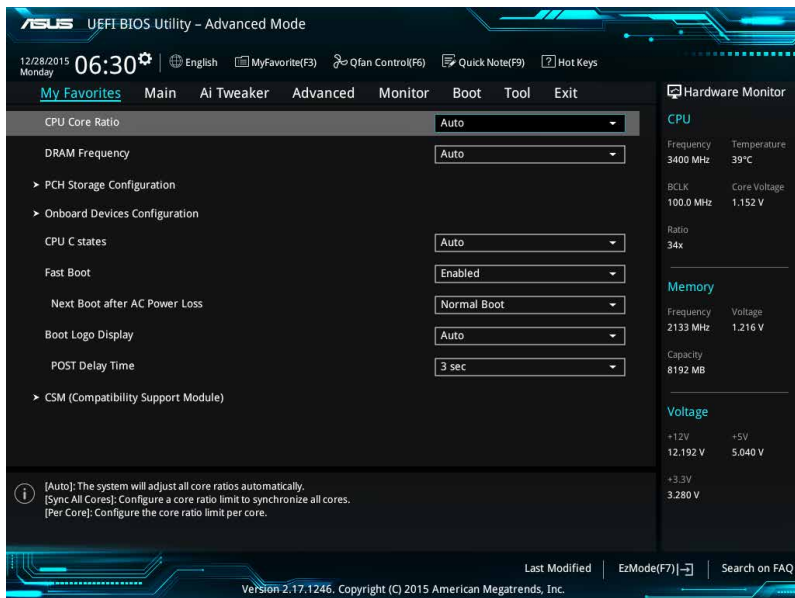 ASUS UEFI BIOS Utility – Advanced Mode
12/28/2015
Monday
06:30
English
MyFavorite(F3)
Qfan Control(F6)
Quick Note(F9)
? Hot Keys
My Favorites Main Ai Tweaker Advanced Monitor Boot Tool Exit
CPU Core Ratio Auto
DRAM Frequency Auto
> PCH Storage Configuration
> Onboard Devices Configuration
CPU C states Auto
Fast Boot Enabled
Next Boot after AC Power Loss Normal Boot
Boot Logo Display Auto
POST Delay Time 3 sec
> CSM (Compatibility Support Module)
i
[Auto]: The system will adjust all core ratios automatically.
[Sync All Cores]: Configure a core ratio limit to synchronize all cores.
[Per Core]: Configure the core ratio limit per core.
Hardware Monitor
CPU
Frequency Temperature
3400 MHz 39°C
BCLK Core Voltage
100.0 MHz 1.152 V
Ratio
34x
Memory
Frequency Voltage
2133 MHz 1.216 V
Capacity
8192 MB
Voltage
+12V +5V
12.192 V 5.040 V
+3.3V
3.280 V
Last Modified
EzMode(F7)
Search on FAQ
Version 2.17.1246. Copyright (C) 2015 American Megatrends, Inc.